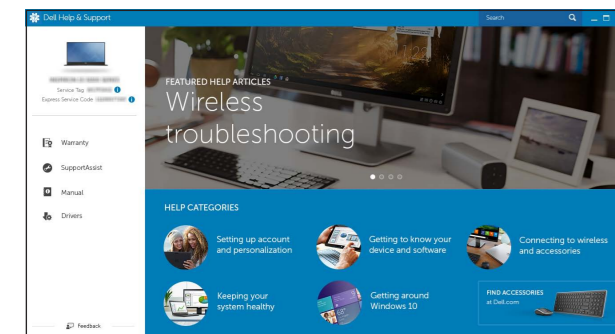 Dell Help & Support
Search
Service Tag:
Express Service Code:
Warranty
SupportAssist
Manual
Drivers
Feedback
FEATURED HELP ARTICLES
Wireless
troubleshooting
HELP CATEGORIES
Setting up account
and personalization
Getting to know your
device and software
Connecting to wireless
and accessories
Keeping your
system healthy
Getting around
Windows 10
FIND ACCESSORIES
at Dell.com